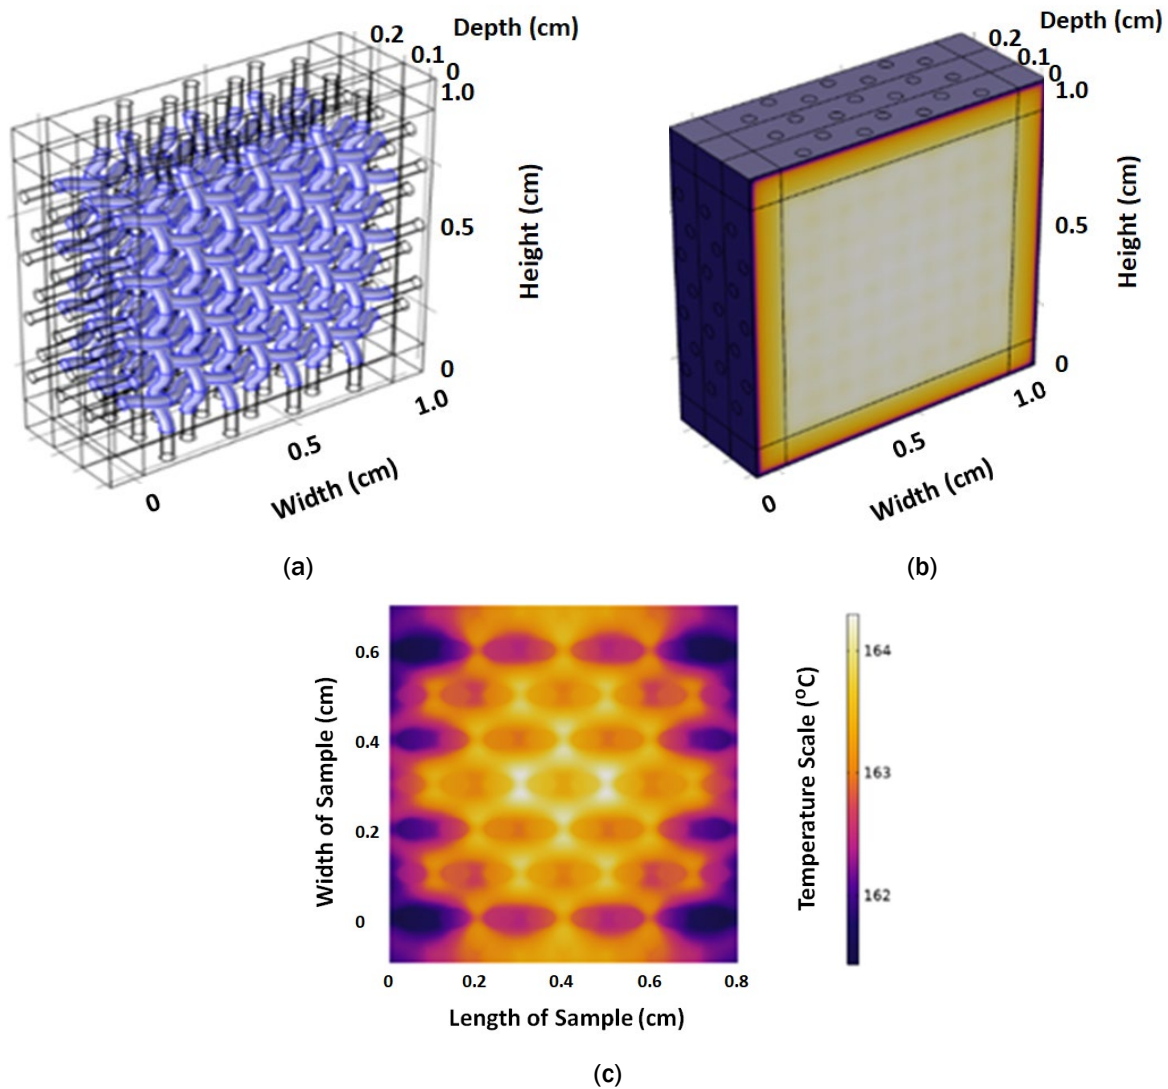 Depth (cm)
0.2
0.1
0
1.0
Height (cm)
0.5
0
1.0
0.5
Width (cm)
0
(a)
Depth (cm)
0.2
0.1
0
1.0
Height (cm)
0.5
0
1.0
0.5
Width (cm)
0
(b)
Width of Sample (cm)
0.6
0.4
0.2
0
0
0.2
0.4
0.6
0.8
Length of Sample (cm)
Temperature Scale (⁰C)
164
163
162
(c)